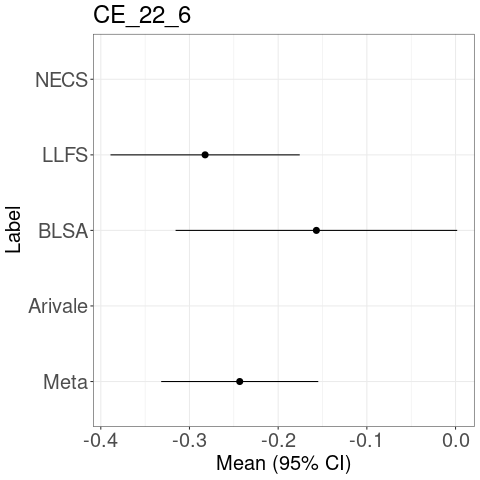 CE_22_6
NECS
LLFS
BLSA
Arivale
Meta
Label
-0.4 -0.3 -0.2 -0.1 0.0
Mean (95% CI)